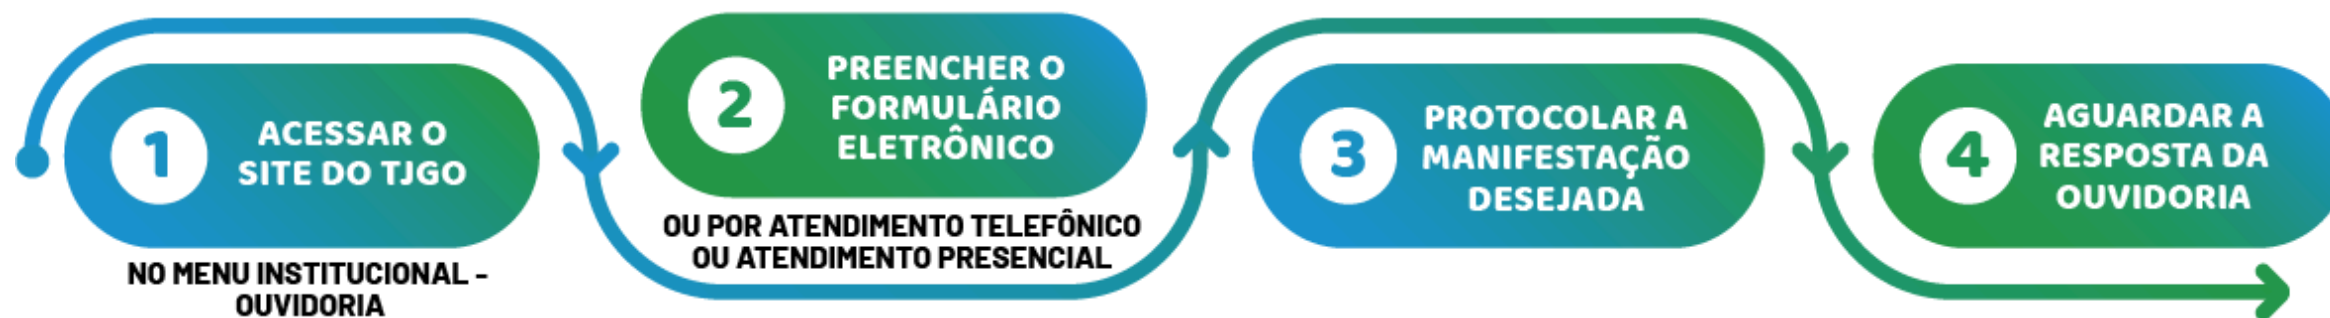 1
ACESSAR O
SITE DO TJGO
NO MENU INSTITUCIONAL -
OUVIDORIA
2
PREENCHER O
FORMULÁRIO
ELETRÔNICO
OU POR ATENDIMENTO TELEFÔNICO
OU ATENDIMENTO PRESENCIAL
3
PROTOCOLAR A
MANIFESTAÇÃO
DESEJADA
4
AGUARDAR A
RESPOSTA DA
OUVIDORIA